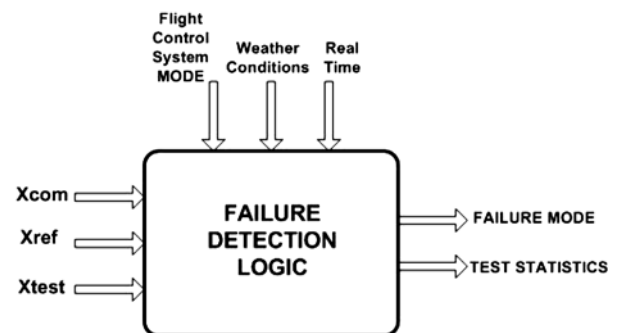 Flight
Control
System
MODE
Weather
Conditions
Real
Time
Xcom
Xref
Xtest
FAILURE
DETECTION
LOGIC
FAILURE MODE
TEST STATISTICS